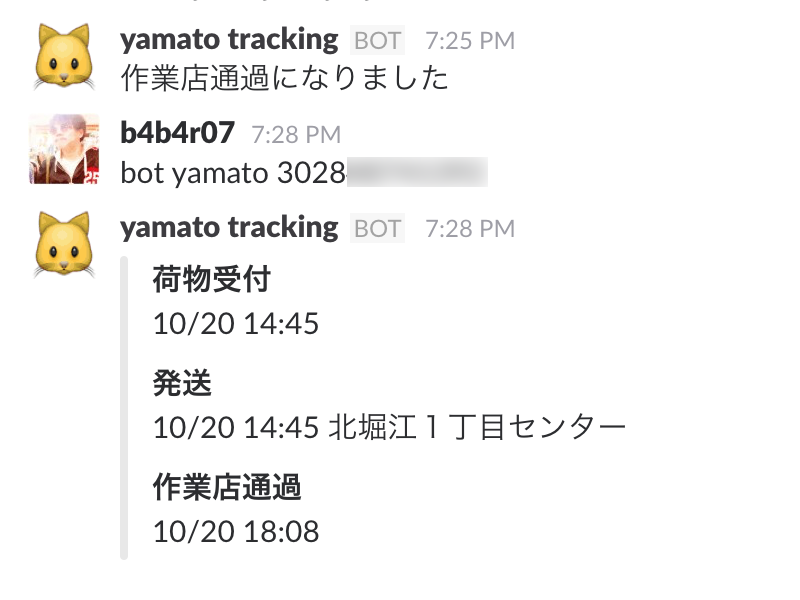 yamato tracking BOT 7:25 PM
作業店通過になりました
b4b4r07 7:28 PM
bot yamato 3028
yamato tracking BOT 7:28 PM
荷物受付
10/20 14:45
発送
10/20 14:45 北堀江１丁目センター
作業店通過
10/20 18:08